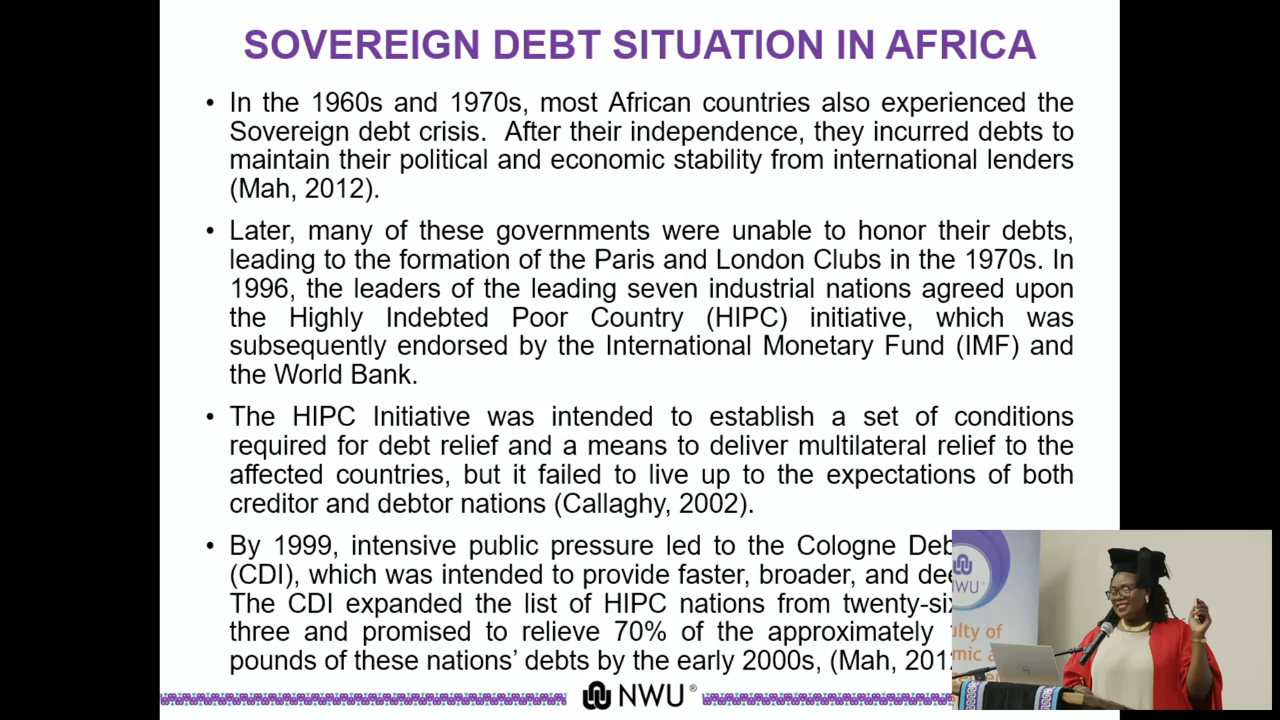 SOVEREIGN DEBT SITUATION IN AFRICA
• In the 1960s and 1970s, most African countries also experienced the
Sovereign debt crisis. After their independence, they incurred debts to
maintain their political and economic stability from international lenders
(Mah, 2012).
• Later, many of these governments were unable to honor their debts,
leading to the formation of the Paris and London Clubs in the 1970s. In
1996, the leaders of the leading seven industrial nations agreed upon
the Highly Indebted Poor Country (HIPC) initiative, which was
subsequently endorsed by the International Monetary Fund (IMF) and
the World Bank.
• The HIPC Initiative was intended to establish a set of conditions
required for debt relief and a means to deliver multilateral relief to the
affected countries, but it failed to live up to the expectations of both
creditor and debtor nations (Callaghy, 2002).
• By 1999, intensive public pressure led to the Cologne Deb
(CDI), which was intended to provide faster, broader, and dee
The CDI expanded the list of HIPC nations from twenty-six
three and promised to relieve 70% of the approximately
pounds of these nations’ debts by the early 2000s, (Mah, 201
NWU®
NWU
ulty of
mic a